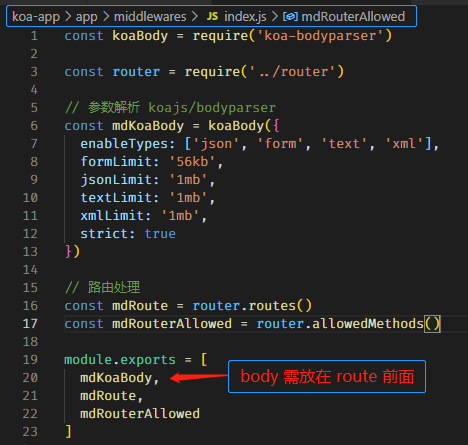 koa-app > app > middlewares > JS index.js > mdRouterAllowed
1 const koaBody = require('koa-bodyparser')
2
3 const router = require('../router')
4
5 // 参数解析 koajs/bodyparser
6 const mdKoaBody = koaBody({
7   enableTypes: ['json', 'form', 'text', 'xml'],
8   formLimit: '56kb',
9   jsonLimit: '1mb',
10   textLimit: '1mb',
11   xmlLimit: '1mb',
12   strict: true
13 })
14
15 // 路由处理
16 const mdRoute = router.routes()
17 const mdRouterAllowed = router.allowedMethods()
18
19 module.exports = [
20   mdKoaBody, body 需放在 route 前面
21   mdRoute,
22   mdRouterAllowed
23 ]